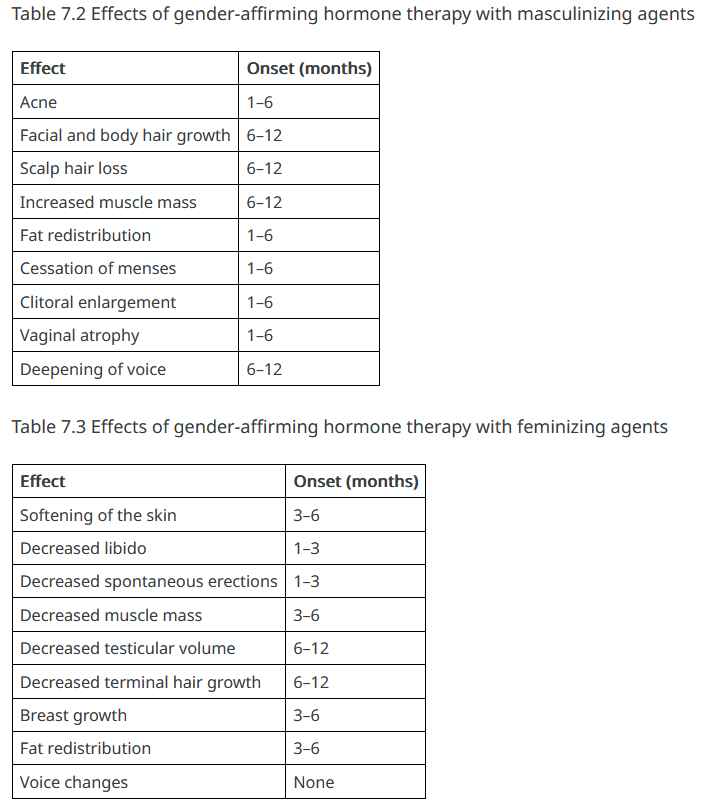 Table 7.2 Effects of gender-affirming hormone therapy with masculinizing agents
Effect Onset (months)
Acne 1–6
Facial and body hair growth 6–12
Scalp hair loss 6–12
Increased muscle mass 6–12
Fat redistribution 1–6
Cessation of menses 1–6
Clitoral enlargement 1–6
Vaginal atrophy 1–6
Deepening of voice 6–12
Table 7.3 Effects of gender-affirming hormone therapy with feminizing agents
Effect Onset (months)
Softening of the skin 3–6
Decreased libido 1–3
Decreased spontaneous erections 1–3
Decreased muscle mass 3–6
Decreased testicular volume 6–12
Decreased terminal hair growth 6–12
Breast growth 3–6
Fat redistribution 3–6
Voice changes None